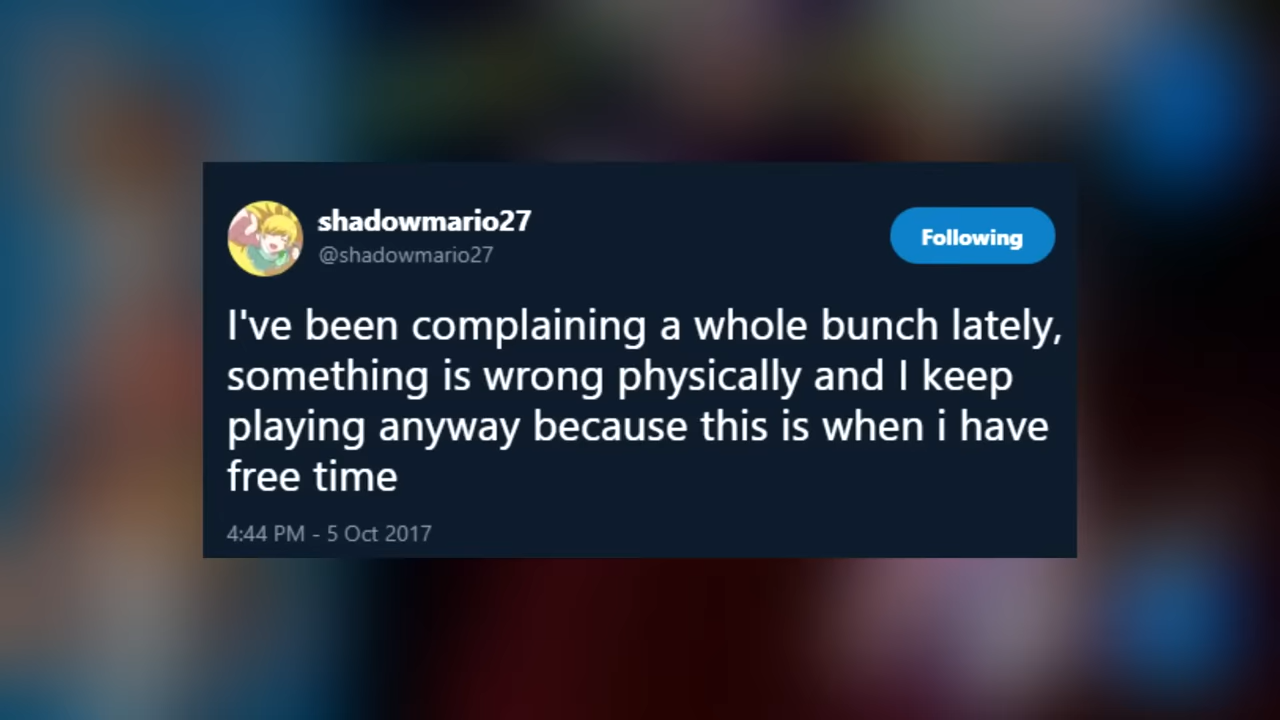 shadowmario27
@shadowmario27
Following
I've been complaining a whole bunch lately,
something is wrong physically and I keep
playing anyway because this is when i have
free time
4:44 PM - 5 Oct 2017